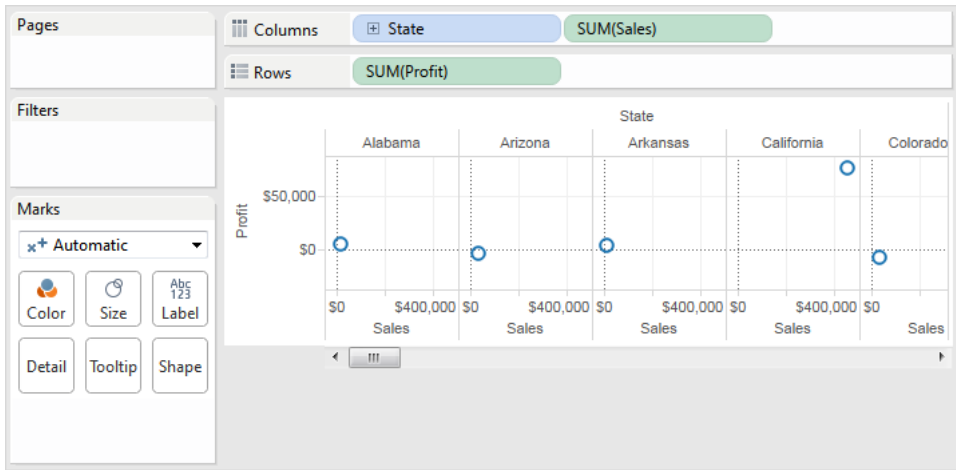 Pages
Columns
State
SUM(Sales)
Rows
SUM(Profit)
Filters
Marks
Automatic
Color
Size
Abc
123
Label
Detail
Tooltip
Shape
State
Alabama Arizona Arkansas California Colorado
Profit
$50,000
$0
$0 $400,000 $0 $400,000 $0 $400,000 $0 $400,000 $0
Sales Sales Sales Sales Sales